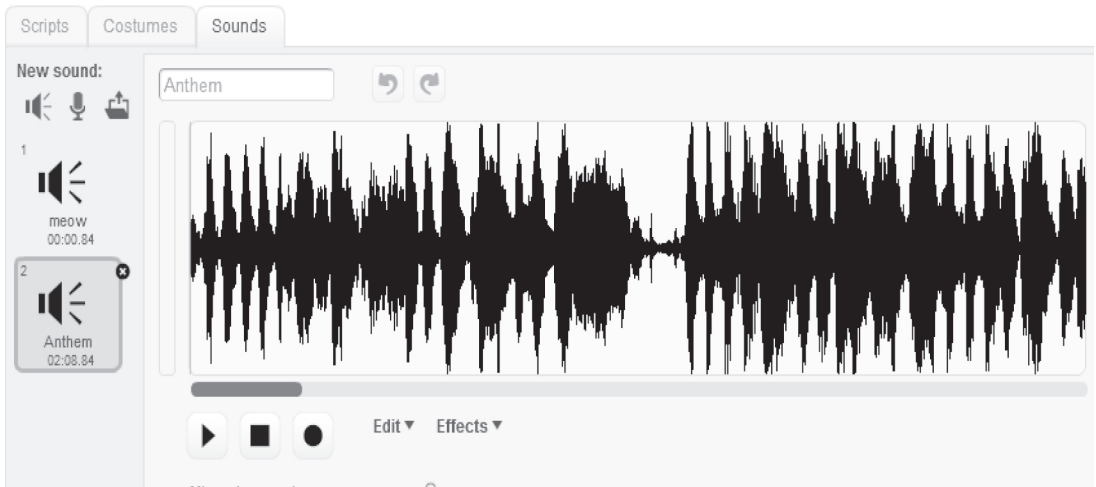 Scripts Costumes Sounds
New sound:
Anthem
1
meow
00:00.84
2
Anthem
02:08.84
Edit Effects